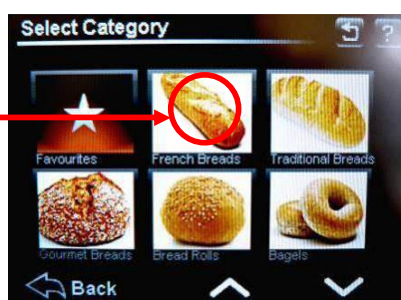 Select Category
?
Favourites
French Breads
Traditional Breads
Gourmet Breads
Bread Rolls
Bagels
Back